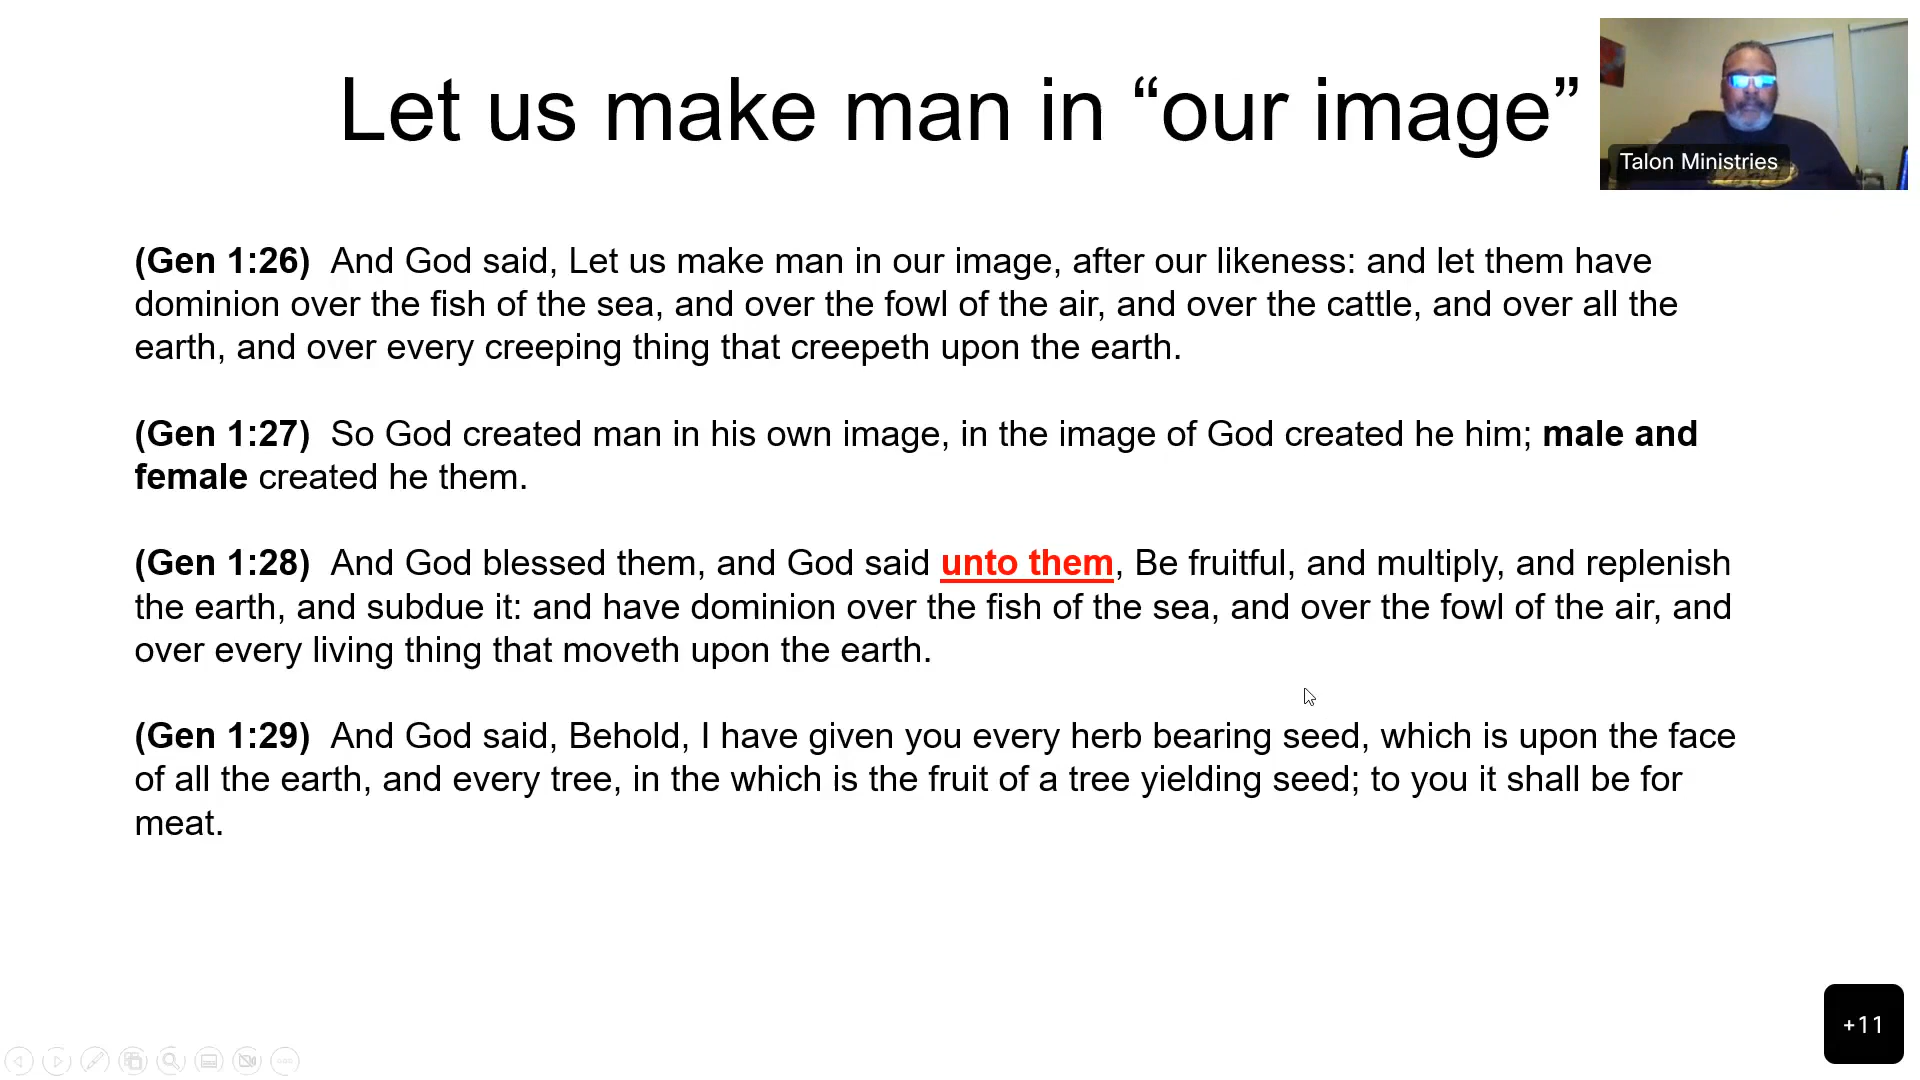 Let us make man in “our image”
Talon Ministries
(Gen 1:26)  And God said, Let us make man in our image, after our likeness: and let them have
dominion over the fish of the sea, and over the fowl of the air, and over the cattle, and over all the
earth, and over every creeping thing that creepeth upon the earth.
(Gen 1:27)  So God created man in his own image, in the image of God created he him; male and
female created he them.
(Gen 1:28)  And God blessed them, and God said unto them, Be fruitful, and multiply, and replenish
the earth, and subdue it: and have dominion over the fish of the sea, and over the fowl of the air, and
over every living thing that moveth upon the earth.
(Gen 1:29)  And God said, Behold, I have given you every herb bearing seed, which is upon the face
of all the earth, and every tree, in the which is the fruit of a tree yielding seed; to you it shall be for
meat.
+11